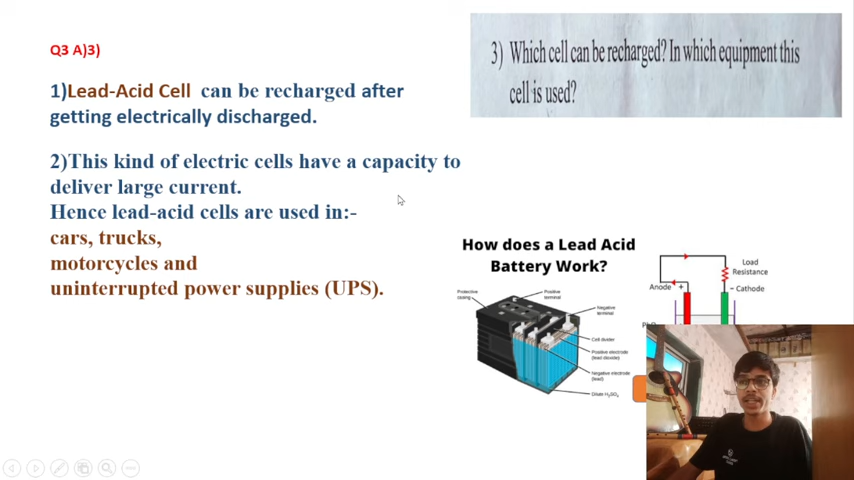 Q3 A)3)
1)Lead-Acid Cell can be recharged after
getting electrically discharged.
2)This kind of electric cells have a capacity to
deliver large current.
Hence lead-acid cells are used in:-
cars, trucks,
motorcycles and
uninterrupted power supplies (UPS).
3) Which cell can be recharged? In which equipment this
cell is used?
How does a Lead Acid
Battery Work?
Protective
casing
Positive
terminal
Negative
terminal
Cell divider
Positive electrode
(lead dioxide)
Negative electrode
(lead)
Dilute H₂SO₄
Load
Resistance
Anode +
- Cathode